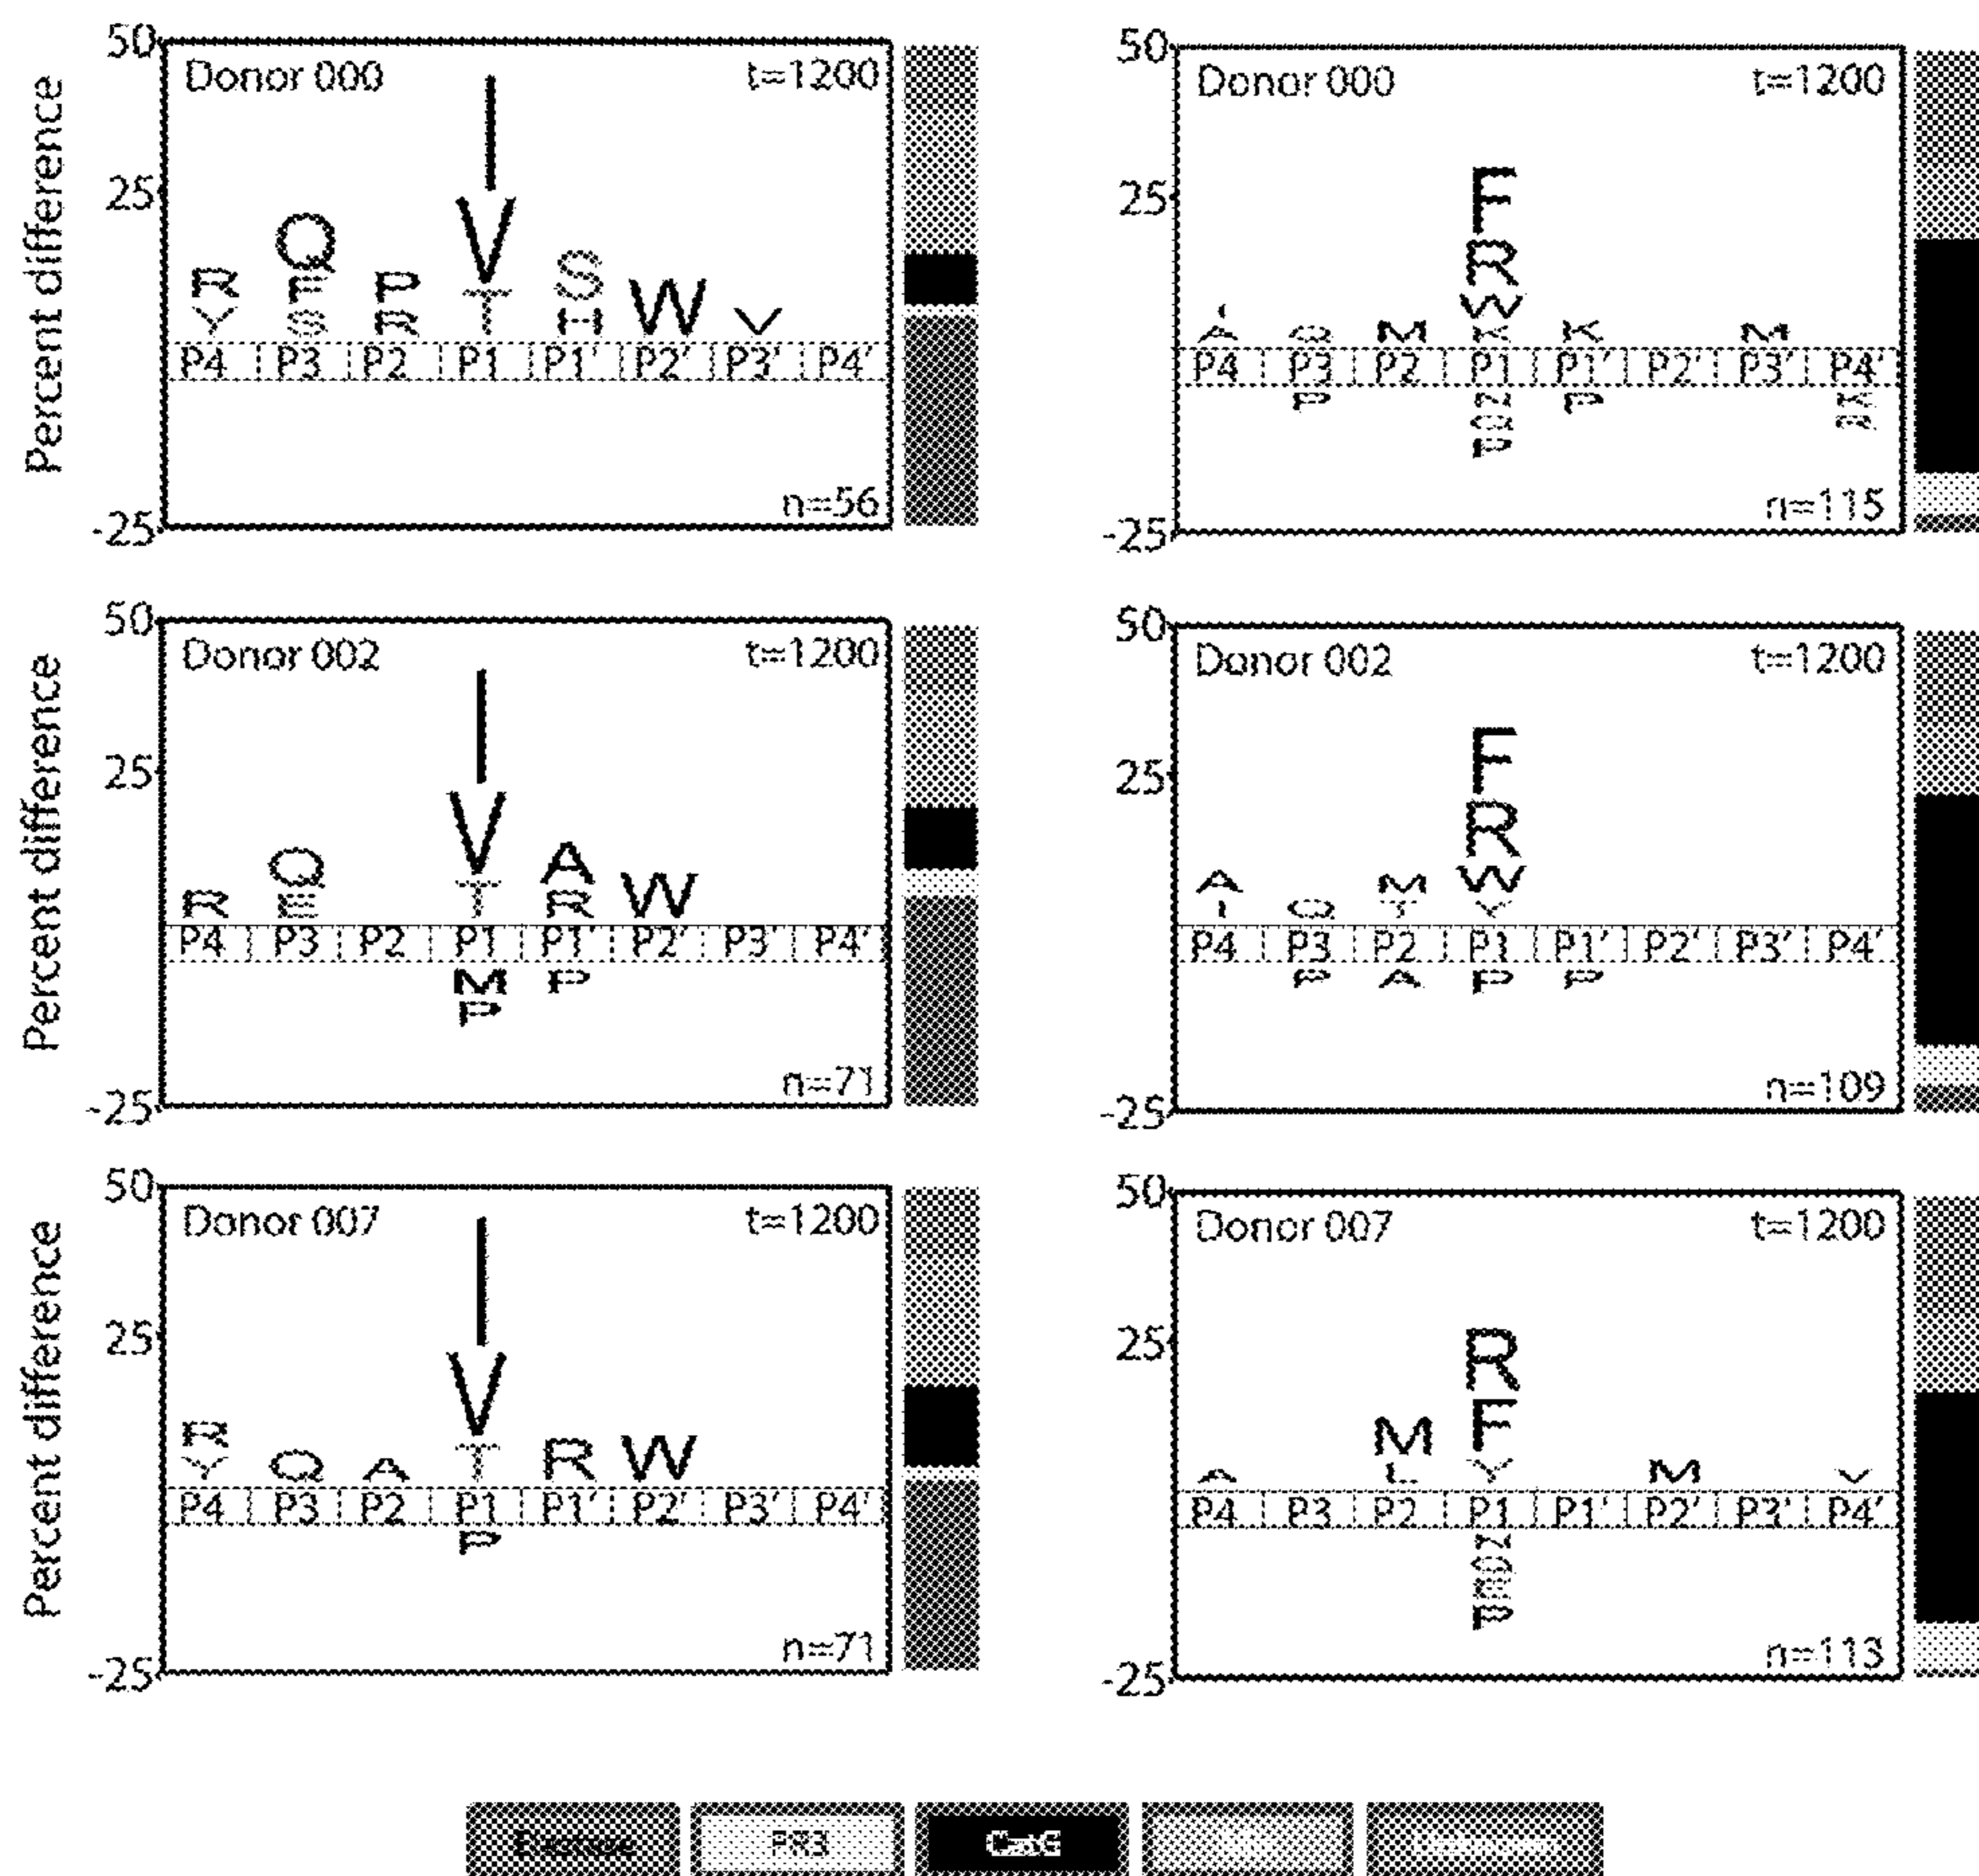 Percent difference
50
25
-25
Donor 000
t=1200
V
Q
S
R
F
P
T
W
V
Y
S
R
H
P4 P3 P2 P1 P1′ P2′ P3′ P4′
n=56
50
25
-25
Donor 000
t=1200
F
R
W
A
Q
M
K
K
M
P4 P3 P2 P1 P1′ P2′ P3′ P4′
P
P
P
n=115
Percent difference
50
25
-25
Donor 002
t=1200
V
Q
A
W
R
E
T
R
P4 P3 P2 P1 P1′ P2′ P3′ P4′
M P
P
n=71
50
25
-25
Donor 002
t=1200
F
R
W
A
M
I
Q
T
Y
P4 P3 P2 P1 P1′ P2′ P3′ P4′
P A P P
n=109
Percent difference
50
25
-25
Donor 007
t=1200
V
R
Y
Q
A
T
R
W
P4 P3 P2 P1 P1′ P2′ P3′ P4′
P
n=71
50
25
-25
Donor 007
t=1200
R
F
M
L
Y
A
M
V
P4 P3 P2 P1 P1′ P2′ P3′ P4′
P
n=113
Elastase PR3 CatG